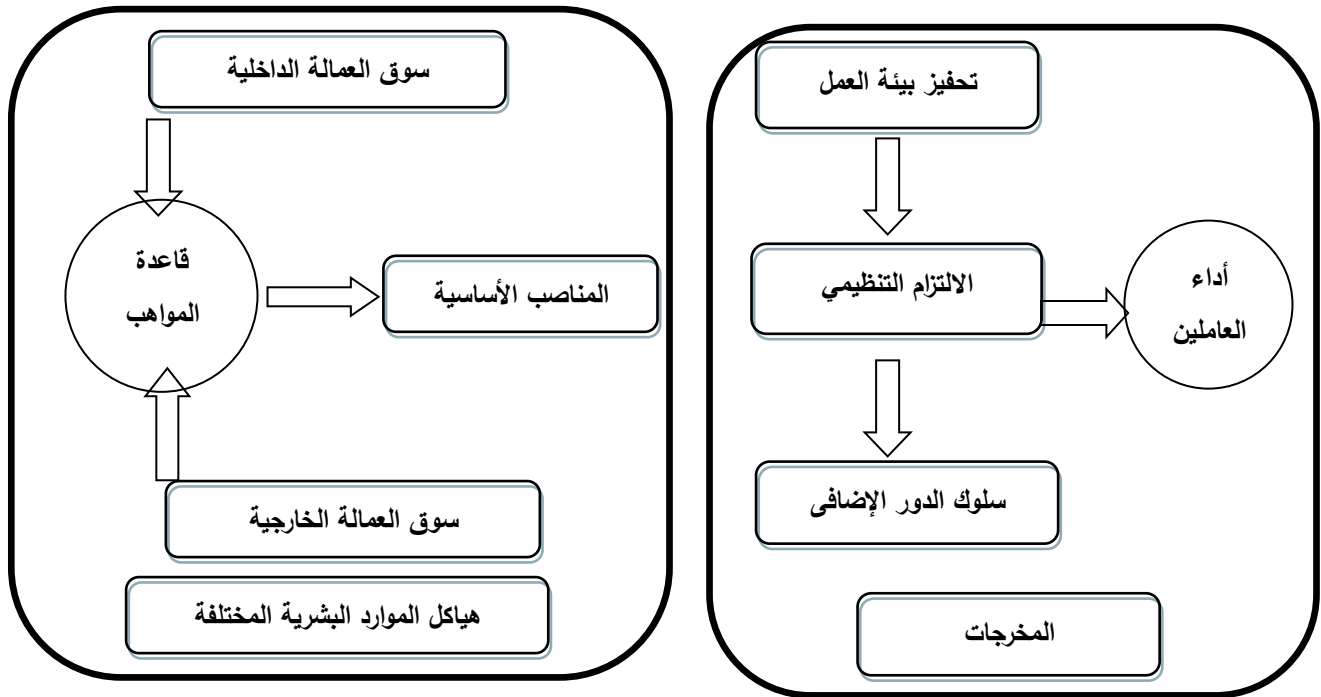 سوق العمالة الداخلية
قاعدة
المواهب
المناصب الأساسية
سوق العمالة الخارجية
هياكل الموارد البشرية المختلفة
تحفيز بيئة العمل
الالتزام التنظيمي
أداء
العاملين
سلوك الدور الإضافى
المخرجات